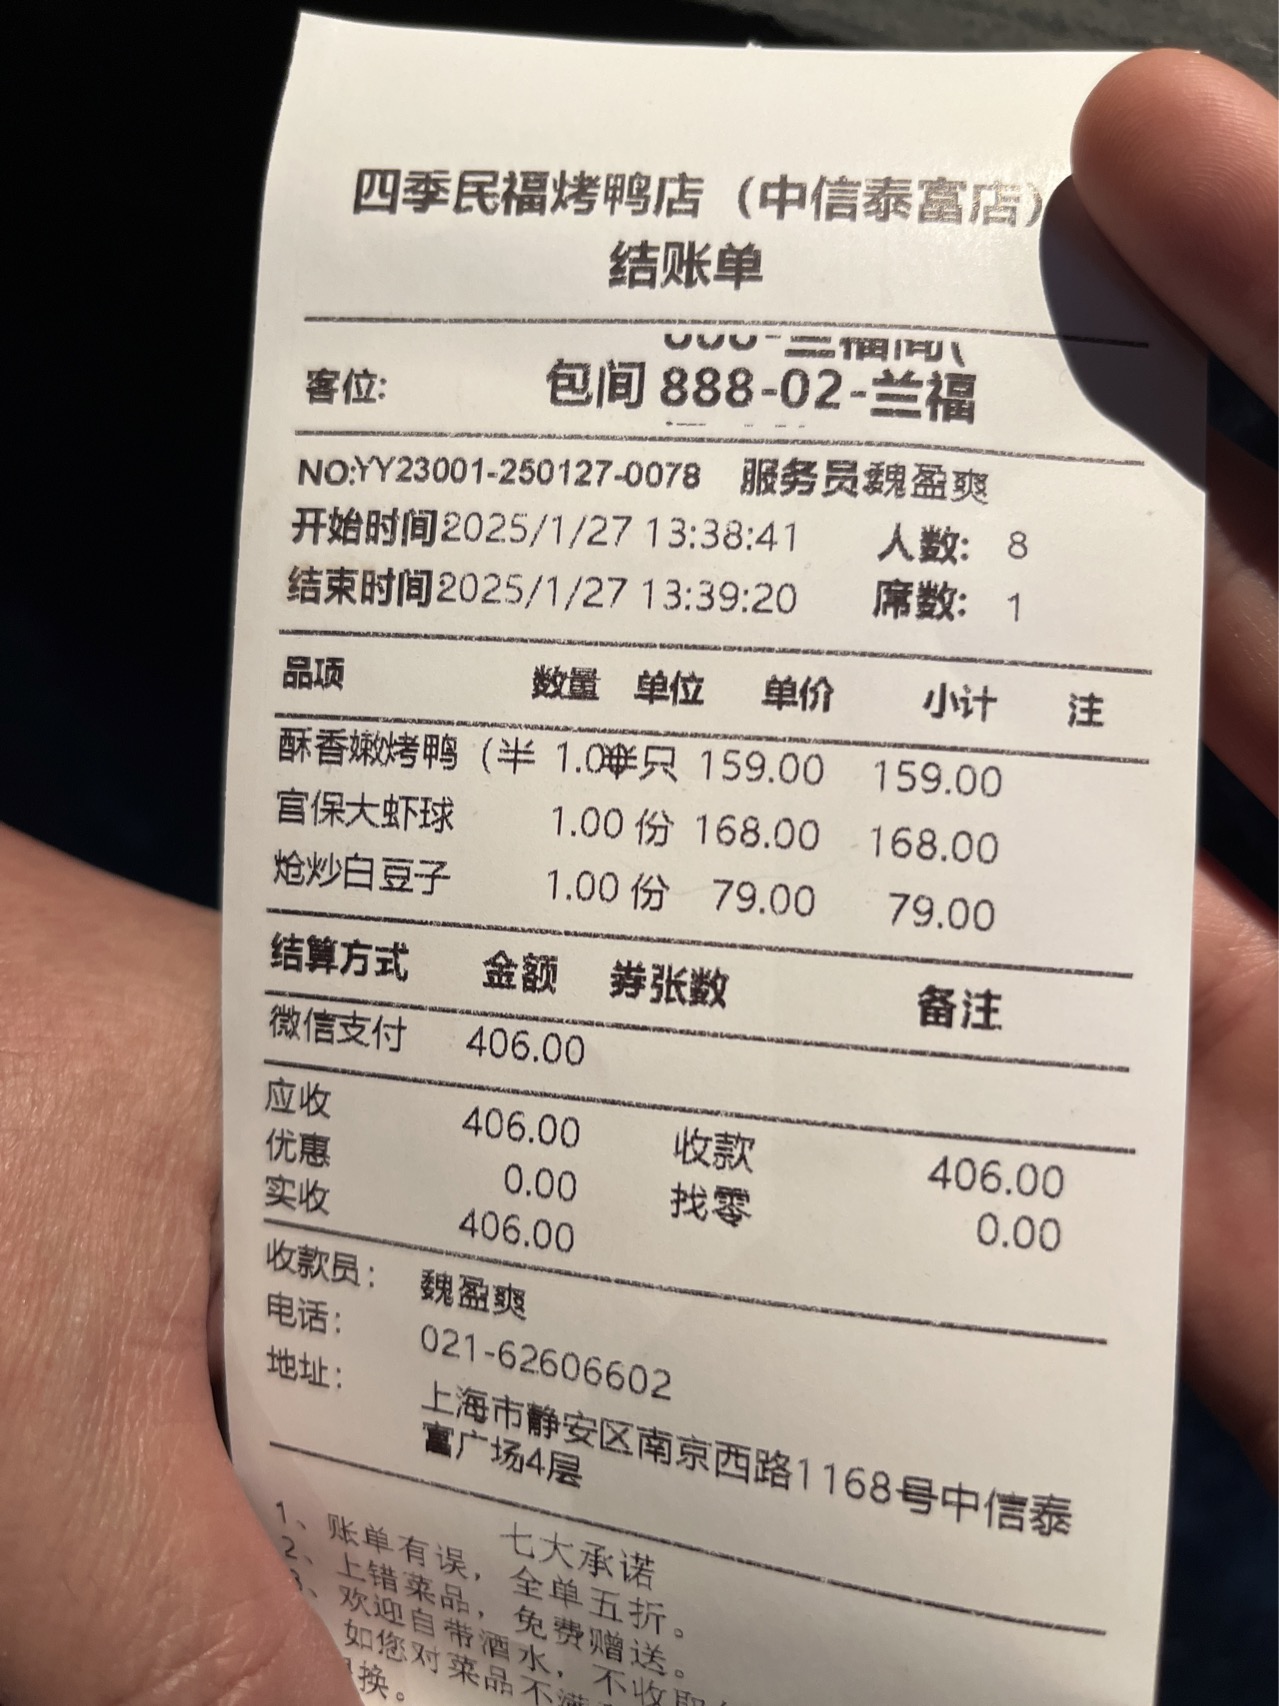 四季民福烤鸭店（中信泰富店）
结账单
客位: 包间 888-02-兰福
NO:YY23001-250127-0078 服务员魏盈爽
开始时间2025/1/27 13:38:41 人数: 8
结束时间2025/1/27 13:39:20 席数: 1
品项 数量 单位 单价 小计 注
酥香嫩烤鸭（半 1.00半只 159.00 159.00
宫保大虾球 1.00 份 168.00 168.00
炝炒白豆子 1.00 份 79.00 79.00
结算方式 金额 券张数 备注
微信支付 406.00
应收 406.00 收款 406.00
优惠 0.00 找零 0.00
实收 406.00
收款员: 魏盈爽
电话: 021-62606602
地址: 上海市静安区南京西路1168号中信泰
富广场4层
七大承诺
1、账单有误，全单五折。
2、上错菜品，免费赠送。
3、欢迎自带酒水，不收取
如您对菜品不满
换。